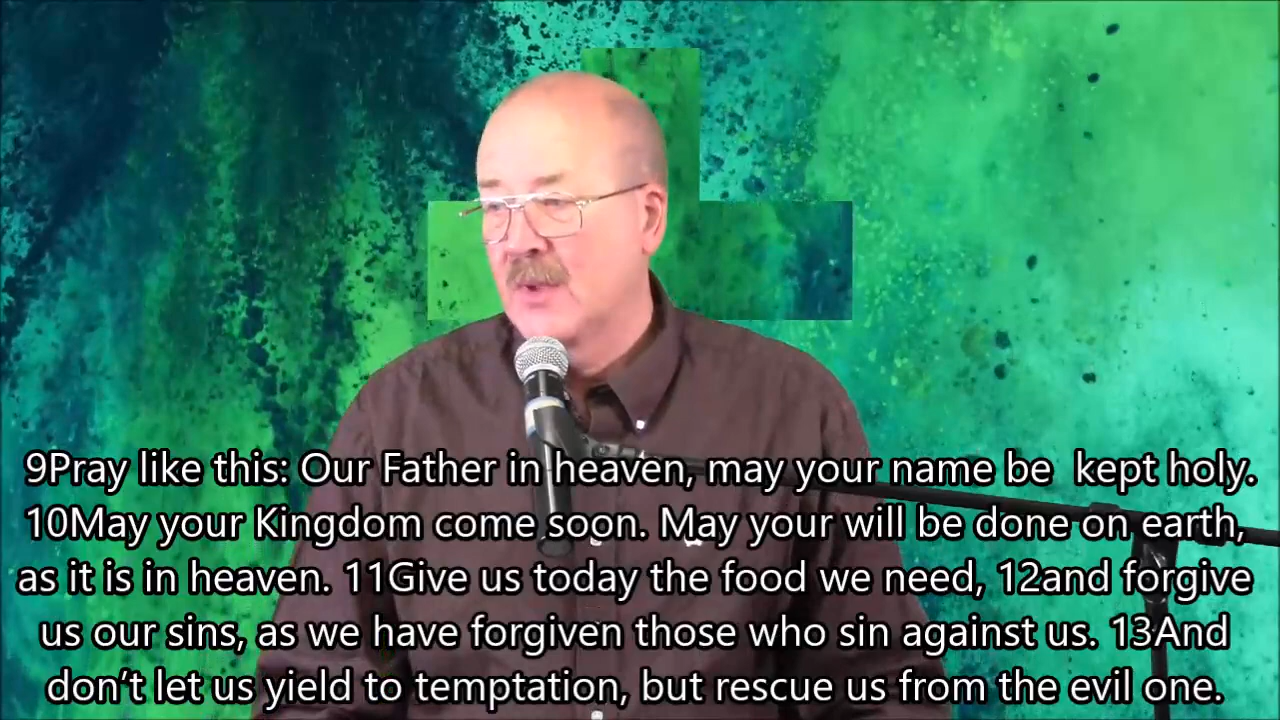 9Pray like this: Our Father in heaven, may your name be  kept holy.
10May your Kingdom come soon. May your will be done on earth,
as it is in heaven. 11Give us today the food we need, 12and forgive
us our sins, as we have forgiven those who sin against us. 13And
don’t let us yield to temptation, but rescue us from the evil one.